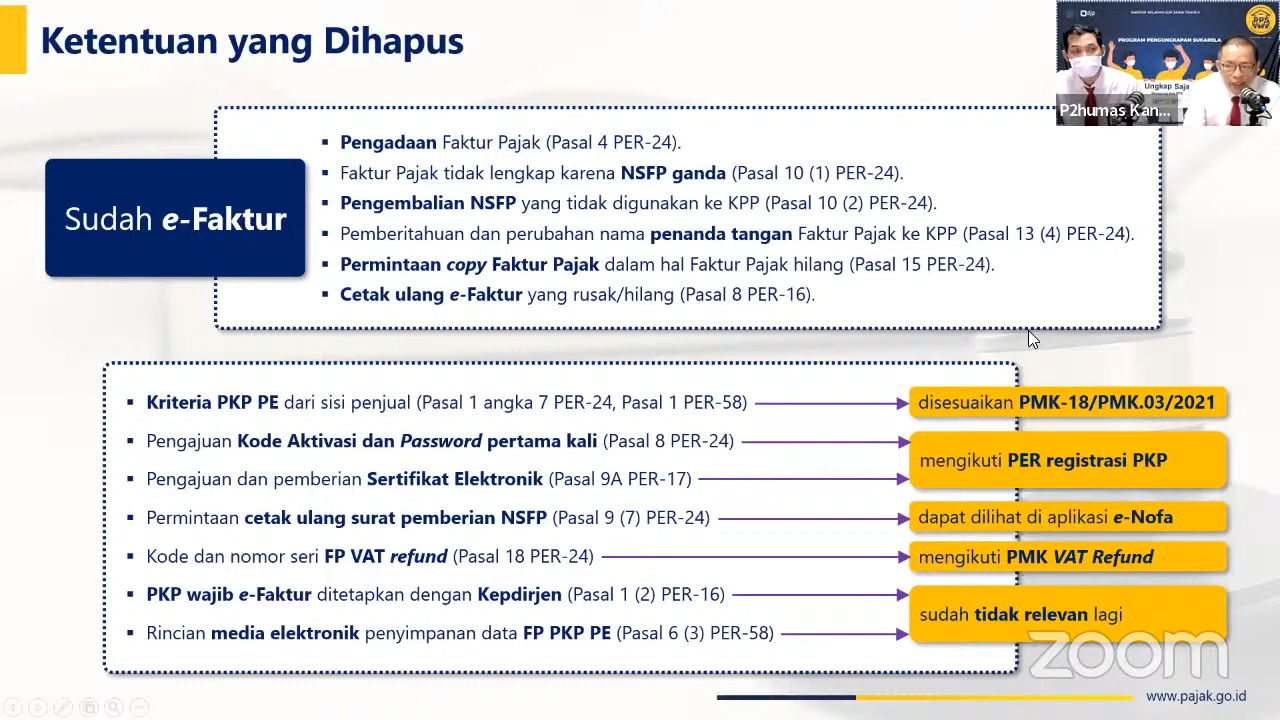 Ketentuan yang Dihapus
djp
KANTOR WILAYAH DJP JAWA TIMUR II
PPS
PROGRAM PENGUNGKAPAN SUKARELA
Ungkap Saja
P2humas Kan...
Sudah e-Faktur
▪ Pengadaan Faktur Pajak (Pasal 4 PER-24).
▪ Faktur Pajak tidak lengkap karena NSFP ganda (Pasal 10 (1) PER-24).
▪ Pengembalian NSFP yang tidak digunakan ke KPP (Pasal 10 (2) PER-24).
▪ Pemberitahuan dan perubahan nama penanda tangan Faktur Pajak ke KPP (Pasal 13 (4) PER-24).
▪ Permintaan copy Faktur Pajak dalam hal Faktur Pajak hilang (Pasal 15 PER-24).
▪ Cetak ulang e-Faktur yang rusak/hilang (Pasal 8 PER-16).
▪ Kriteria PKP PE dari sisi penjual (Pasal 1 angka 7 PER-24, Pasal 1 PER-58)
disesuaikan PMK-18/PMK.03/2021
▪ Pengajuan Kode Aktivasi dan Password pertama kali (Pasal 8 PER-24)
mengikuti PER registrasi PKP
▪ Pengajuan dan pemberian Sertifikat Elektronik (Pasal 9A PER-17)
▪ Permintaan cetak ulang surat pemberian NSFP (Pasal 9 (7) PER-24)
dapat dilihat di aplikasi e-Nofa
▪ Kode dan nomor seri FP VAT refund (Pasal 18 PER-24)
mengikuti PMK VAT Refund
▪ PKP wajib e-Faktur ditetapkan dengan Kepdirjen (Pasal 1 (2) PER-16)
sudah tidak relevan lagi
▪ Rincian media elektronik penyimpanan data FP PKP PE (Pasal 6 (3) PER-58)
zoom
www.pajak.go.id